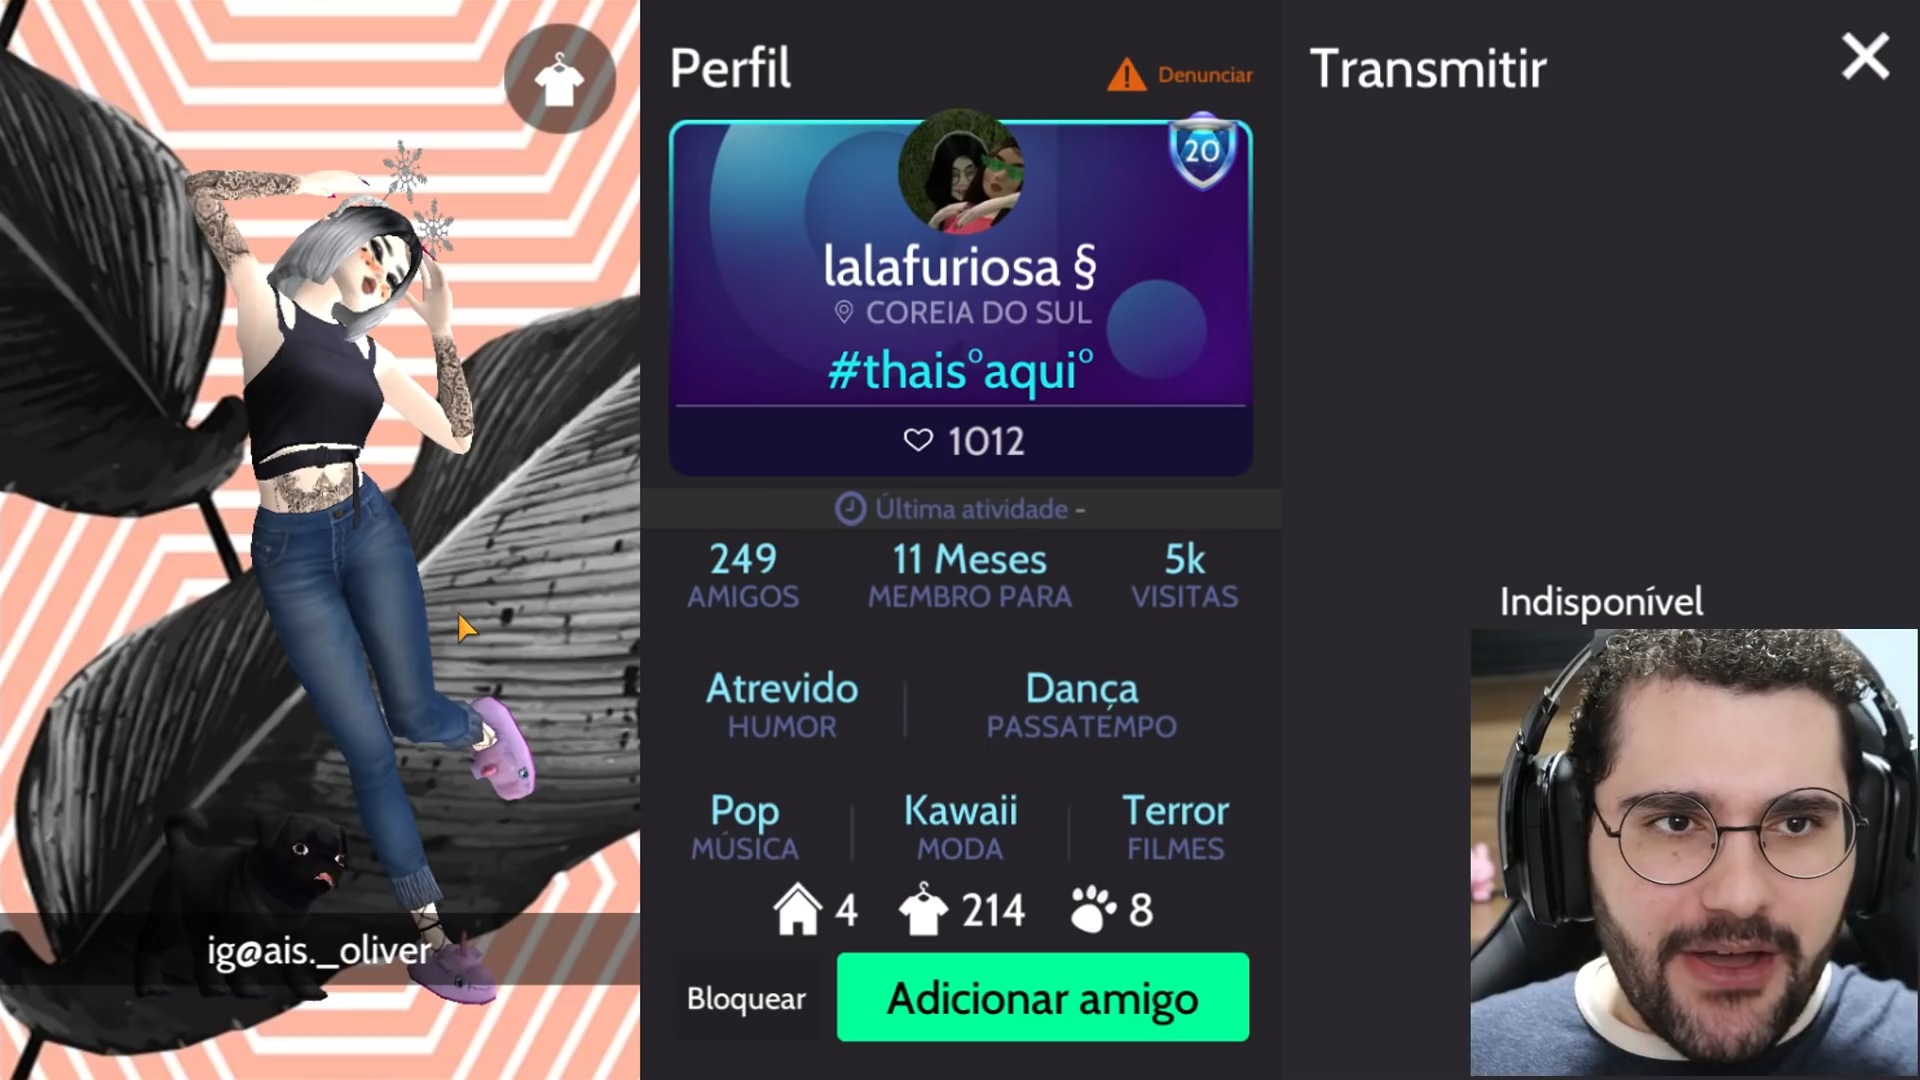 Perfil
Denunciar
20
lalafuriosa §
COREIA DO SUL
#thais°aqui°
1012
Última atividade -
249
AMIGOS
11 Meses
MEMBRO PARA
5k
VISITAS
Atrevido
HUMOR
Dança
PASSATEMPO
Pop
MÚSICA
Kawaii
MODA
Terror
FILMES
4
214
8
Bloquear
Adicionar amigo
ig@ais._oliver
Transmitir
Indisponível